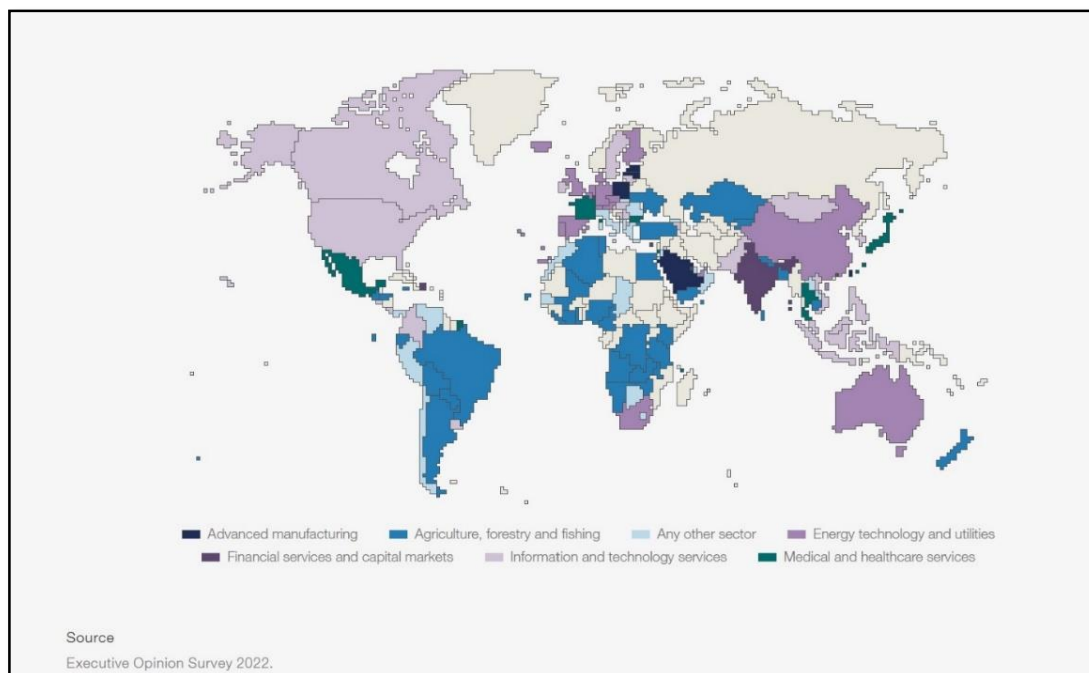 Advanced manufacturing Agriculture, forestry and fishing Any other sector Energy technology and utilities
Financial services and capital markets Information and technology services Medical and healthcare services
Source
Executive Opinion Survey 2022.